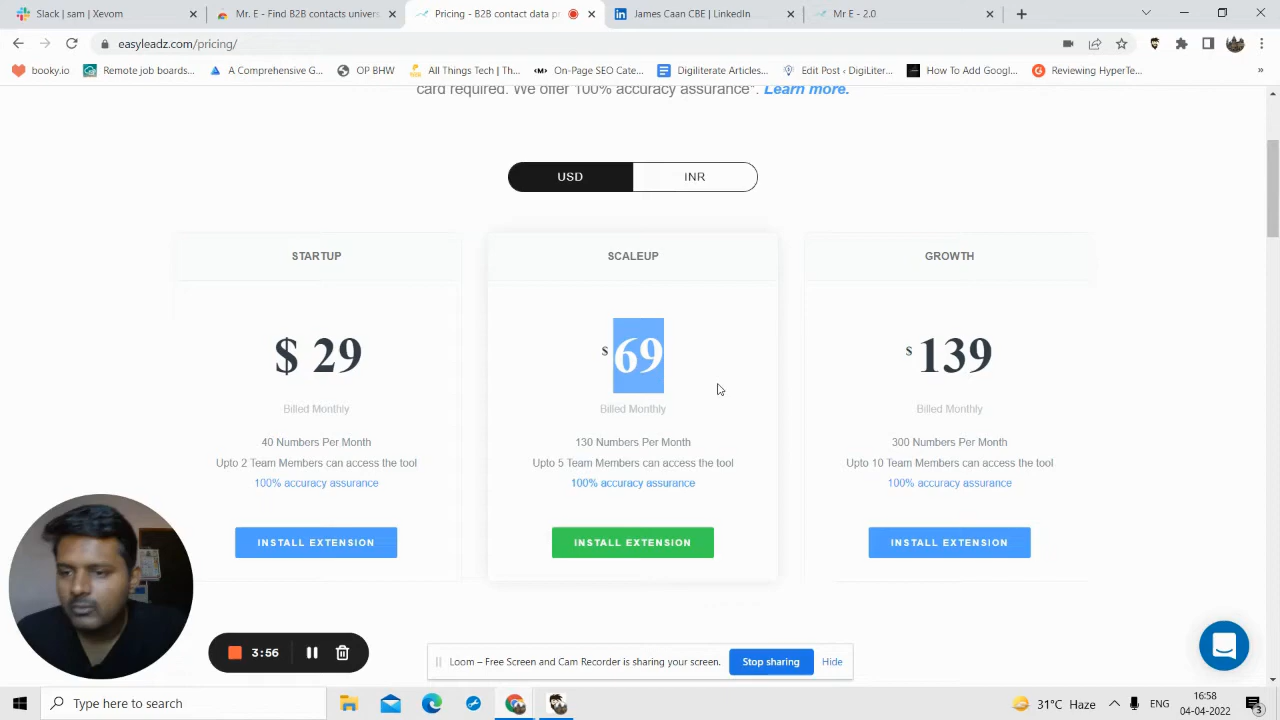 Slack | sam | Sevom
Mr. E - Find B2B contact
Pricing - B2B contact data p
Jassim Jaam CBE | LinkedIn
Mr E - 2.0
easyleadz.com/pricing/
booky.io
Remote job boards...
A Comprehensive G...
OP BHW
All Things Tech | Th...
On-Page SEO Cate...
Digiliterate Articles...
Edit Post ‹ DigiLiter...
How To Add Googl...
Reviewing HyperTe...
»
card required. We offer 100% accuracy assurance*. Learn more.
USD
INR
STARTUP
SCALEUP
GROWTH
$ 29
$ 69
$ 139
Billed Monthly
Billed Monthly
Billed Monthly
40 Numbers Per Month
130 Numbers Per Month
300 Numbers Per Month
Upto 2 Team Members can access the tool
Upto 5 Team Members can access the tool
Upto 10 Team Members can access the tool
100% accuracy assurance
100% accuracy assurance
100% accuracy assurance
INSTALL EXTENSION
INSTALL EXTENSION
INSTALL EXTENSION
3:56
Loom – Free Screen and Cam Recorder is sharing your screen.
Stop sharing
Hide
Type here to search
31°C Haze
ENG
16:58
04-04-2022
3